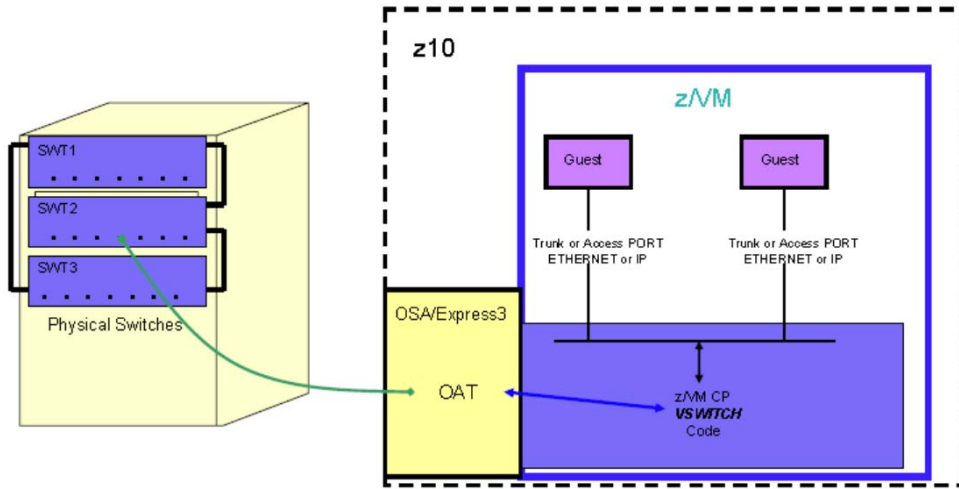 z10
z/VM
SWT1
SWT2
SWT3
Physical Switches
Guest
Guest
Trunk or Access PORT
ETHERNET or IP
Trunk or Access PORT
ETHERNET or IP
OSA/Express3
OAT
z/VM CP
VSWITCH
Code